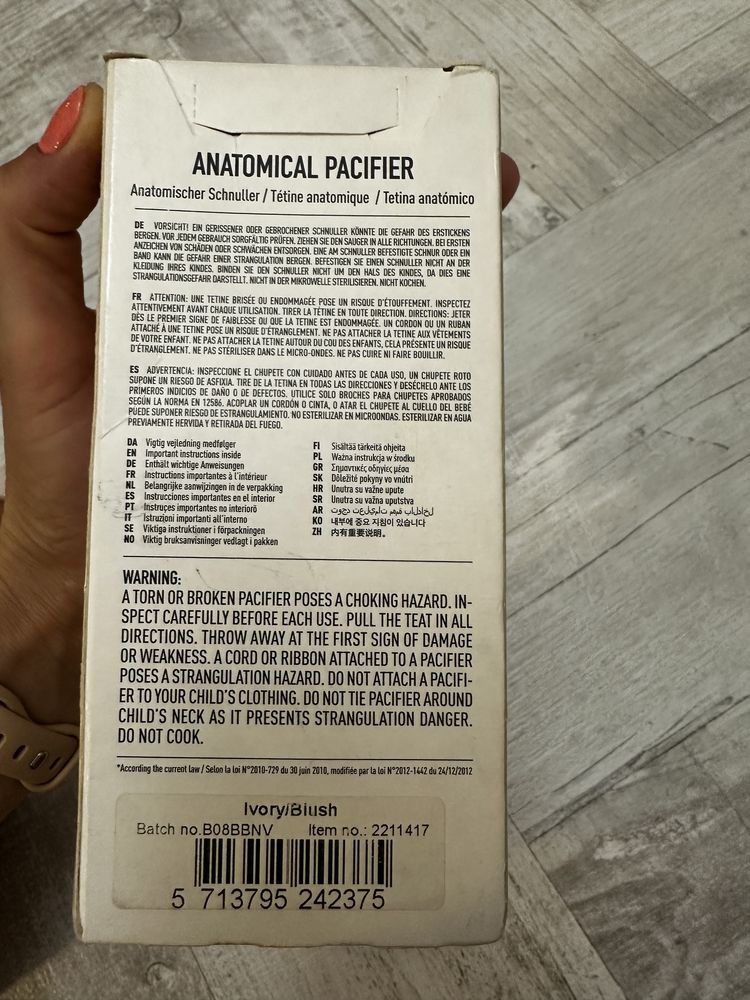 ANATOMICAL PACIFIER
Anatomischer Schnuller / Tétine anatomique / Tetina anatómico
DE VORSICHT! EIN GERISSENER ODER GEBROCHENER SCHNULLER KÖNNTE DIE GEFAHR DES ERSTICKENS
BERGEN. VOR JEDEM GEBRAUCH SORGFÄLTIG PRÜFEN. ZIEHEN SIE DEN SAUGER IN ALLE RICHTUNGEN. BEI ERSTEN
ANZEICHEN VON SCHÄDEN ODER SCHWÄCHEN ENTSORGEN. EINE AM SCHNULLER BEFESTIGTE SCHNUR ODER EIN
BAND KANN DIE GEFAHR EINER STRANGULATION BERGEN. BEFESTIGEN SIE EINEN SCHNULLER NICHT AN DER
KLEIDUNG IHRES KINDES. BINDEN SIE DEN SCHNULLER NICHT UM DEN HALS DES KINDES, DA DIES EINE
STRANGULATIONSGEFAHR DARSTELLT. NICHT IN DER MIKROWELLE STERILISIEREN. NICHT KOCHEN.
FR ATTENTION: UNE TETINE BRISÉE OU ENDOMMAGÉE POSE UN RISQUE D'ÉTOUFFEMENT. INSPECTEZ
ATTENTIVEMENT AVANT CHAQUE UTILISATION. TIRER LA TÉTINE EN TOUTE DIRECTION. DIRECTIONS: JETER
DÈS LE PREMIER SIGNE DE FAIBLESSE OU QUE LA TETINE EST ENDOMMAGÉE. UN CORDON OU UN RUBAN
ATTACHÉ À UNE TETINE POSE UN RISQUE D'ÉTRANGLEMENT. NE PAS ATTACHER LA TETINE AUX VÊTEMENTS
DE VOTRE ENFANT. NE PAS ATTACHER LA TETINE AUTOUR DU COU DES ENFANTS, CELA PRÉSENTE UN RISQUE
D'ÉTRANGLEMENT. NE PAS STÉRILISER DANS LE MICRO-ONDES. NE PAS CUIRE NI FAIRE BOUILLIR.
ES ADVERTENCIA: INSPECCIONE EL CHUPETE CON CUIDADO ANTES DE CADA USO, UN CHUPETE ROTO
SUPONE UN RIESGO DE ASFIXIA. TIRE DE LA TETINA EN TODAS LAS DIRECCIONES Y DESÉCHELO ANTE LOS
PRIMEROS INDICIOS DE DAÑO O DE DEFECTOS. UTILICE SOLO BROCHES PARA CHUPETES APROBADOS
SEGÚN LA NORMA EN 12586. ACOPLAR UN CORDÓN O CINTA, O ATAR EL CHUPETE AL CUELLO DEL BEBÉ
PUEDE SUPONER RIESGO DE ESTRANGULAMIENTO. NO ESTERILIZAR EN MICROONDAS. ESTERILIZAR EN AGUA
PREVIAMENTE HERVIDA Y RETIRADA DEL FUEGO.
DA Vigtig vejledning medfølger
EN Important instructions inside
DE Enthält wichtige Anweisungen
FR Instructions importantes à l'intérieur
NL Belangrijke aanwijzingen in de verpakking
ES Instrucciones importantes en el interior
PT Instruçes importantes no interioró
IT Istruzioni importanti all'interno
SE Viktiga instruktioner i förpackningen
NO Viktig bruksanvisninger vedlagt i pakken
FI Sisältää tärkeitä ohjeita
PL Ważna instrukcja w środku
GR Σημαντικές οδηγίες μέσα
SK Dôležité pokyny vo vnútri
HR Unutra su važne upute
SR Unutra su važna uputstva
AR
KO 내부에 중요 지침이 있습니다
ZH 内有重要说明。
WARNING:
A TORN OR BROKEN PACIFIER POSES A CHOKING HAZARD. IN-
SPECT CAREFULLY BEFORE EACH USE. PULL THE TEAT IN ALL
DIRECTIONS. THROW AWAY AT THE FIRST SIGN OF DAMAGE
OR WEAKNESS. A CORD OR RIBBON ATTACHED TO A PACIFIER
POSES A STRANGULATION HAZARD. DO NOT ATTACH A PACIFI-
ER TO YOUR CHILD'S CLOTHING. DO NOT TIE PACIFIER AROUND
CHILD'S NECK AS IT PRESENTS STRANGULATION DANGER.
DO NOT COOK.
*According the current law / Selon la loi N°2010-729 du 30 juin 2010, modifiée par la loi N°2012-1442 du 24/12/2012
Ivory/Blush
Batch no.B08BBNV Item no.: 2211417
5 713795 242375